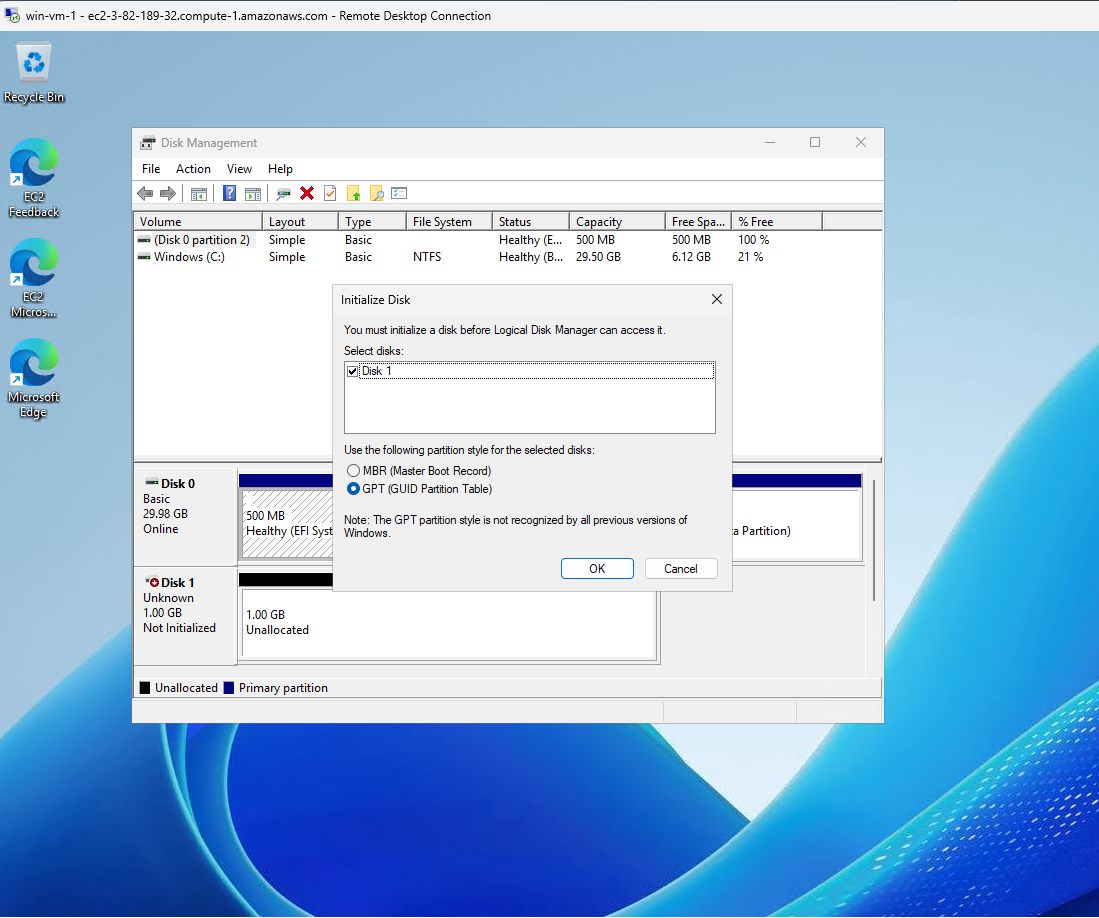 win-vm-1 - ec2-3-82-189-32.compute-1.amazonaws.com - Remote Desktop Connection
Recycle Bin
EC2
Feedback
EC2
Micros...
Microsoft
Edge
Disk Management
File Action View Help
Volume Layout Type File System Status Capacity Free Spa... % Free
(Disk 0 partition 2) Simple Basic Healthy (E... 500 MB 500 MB 100 %
Windows (C:) Simple Basic NTFS Healthy (B... 29.50 GB 6.12 GB 21 %
Initialize Disk
You must initialize a disk before Logical Disk Manager can access it.
Select disks:
Disk 1
Use the following partition style for the selected disks:
MBR (Master Boot Record)
GPT (GUID Partition Table)
Note: The GPT partition style is not recognized by all previous versions of
Windows.
OK Cancel
Disk 0
Basic
29.98 GB
Online
500 MB
Healthy (EFI Syst
a Partition)
Disk 1
Unknown
1.00 GB
Not Initialized
1.00 GB
Unallocated
Unallocated Primary partition